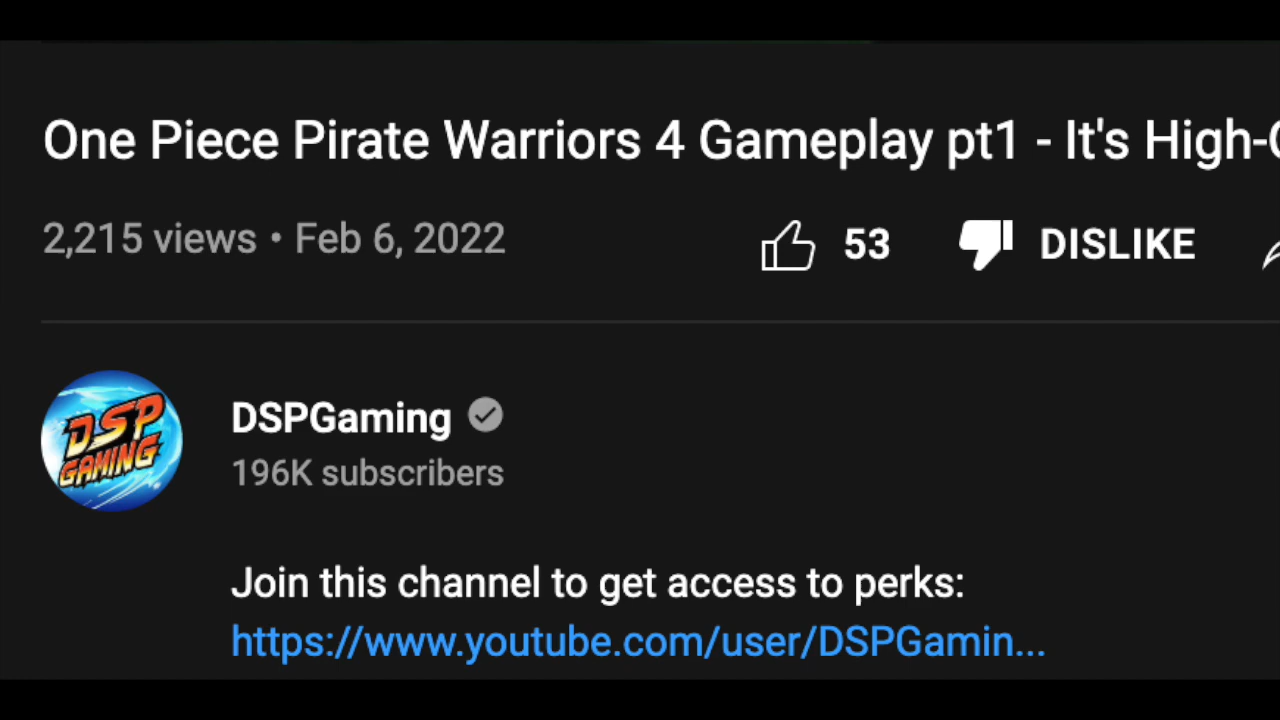 One Piece Pirate Warriors 4 Gameplay pt1 - It's High-
2,215 views • Feb 6, 2022
53 DISLIKE
DSP
GAMING
DSPGaming
196K subscribers
Join this channel to get access to perks:
https://www.youtube.com/user/DSPGamin...